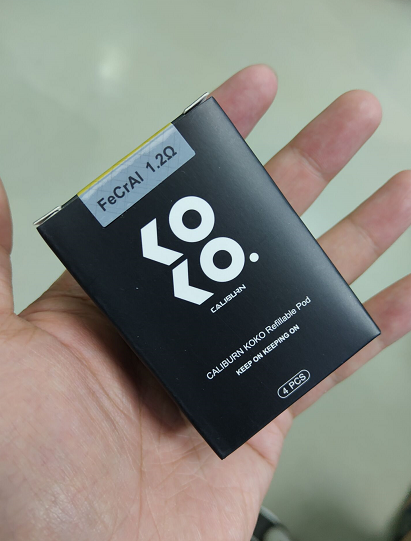 FeCrAl 1.2Ω
KO
KO.
CALIBURN
CALIBURN KOKO Refillable Pod
KEEP ON KEEPING ON
4 PCS